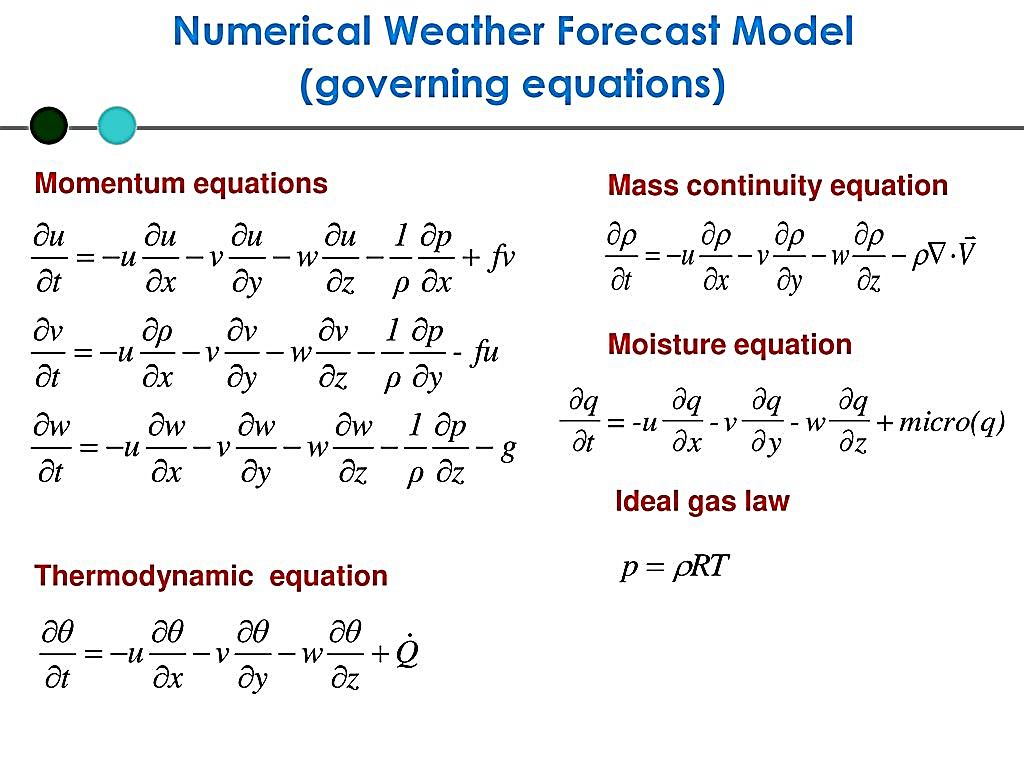 Numerical Weather Forecast Model
(governing equations)
Momentum equations
∂u/∂t = −u ∂u/∂x − v ∂u/∂y − w ∂u/∂z − 1/ρ ∂p/∂x + fv
∂v/∂t = −u ∂ρ/∂x − v ∂v/∂y − w ∂v/∂z − 1/ρ ∂p/∂y - fu
∂w/∂t = −u ∂w/∂x − v ∂w/∂y − w ∂w/∂z − 1/ρ ∂p/∂z − g
Thermodynamic equation
∂θ/∂t = −u ∂θ/∂x − v ∂θ/∂y − w ∂θ/∂z + Q̇
Mass continuity equation
∂ρ/∂t = −u ∂ρ/∂x − v ∂ρ/∂y − w ∂ρ/∂z − ρ∇·V⃗
Moisture equation
∂q/∂t = -u ∂q/∂x - v ∂q/∂y - w ∂q/∂z + micro(q)
Ideal gas law
p = ρRT